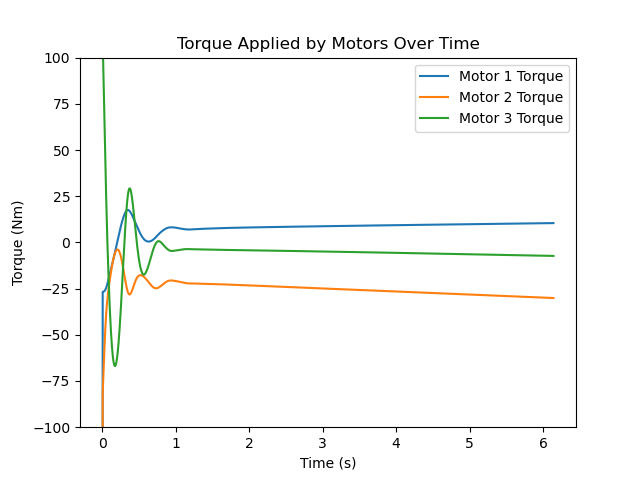 Torque Applied by Motors Over Time
Motor 1 Torque
Motor 2 Torque
Motor 3 Torque
Torque (Nm)
100
75
50
25
0
−25
−50
−75
−100
0 1 2 3 4 5 6
Time (s)